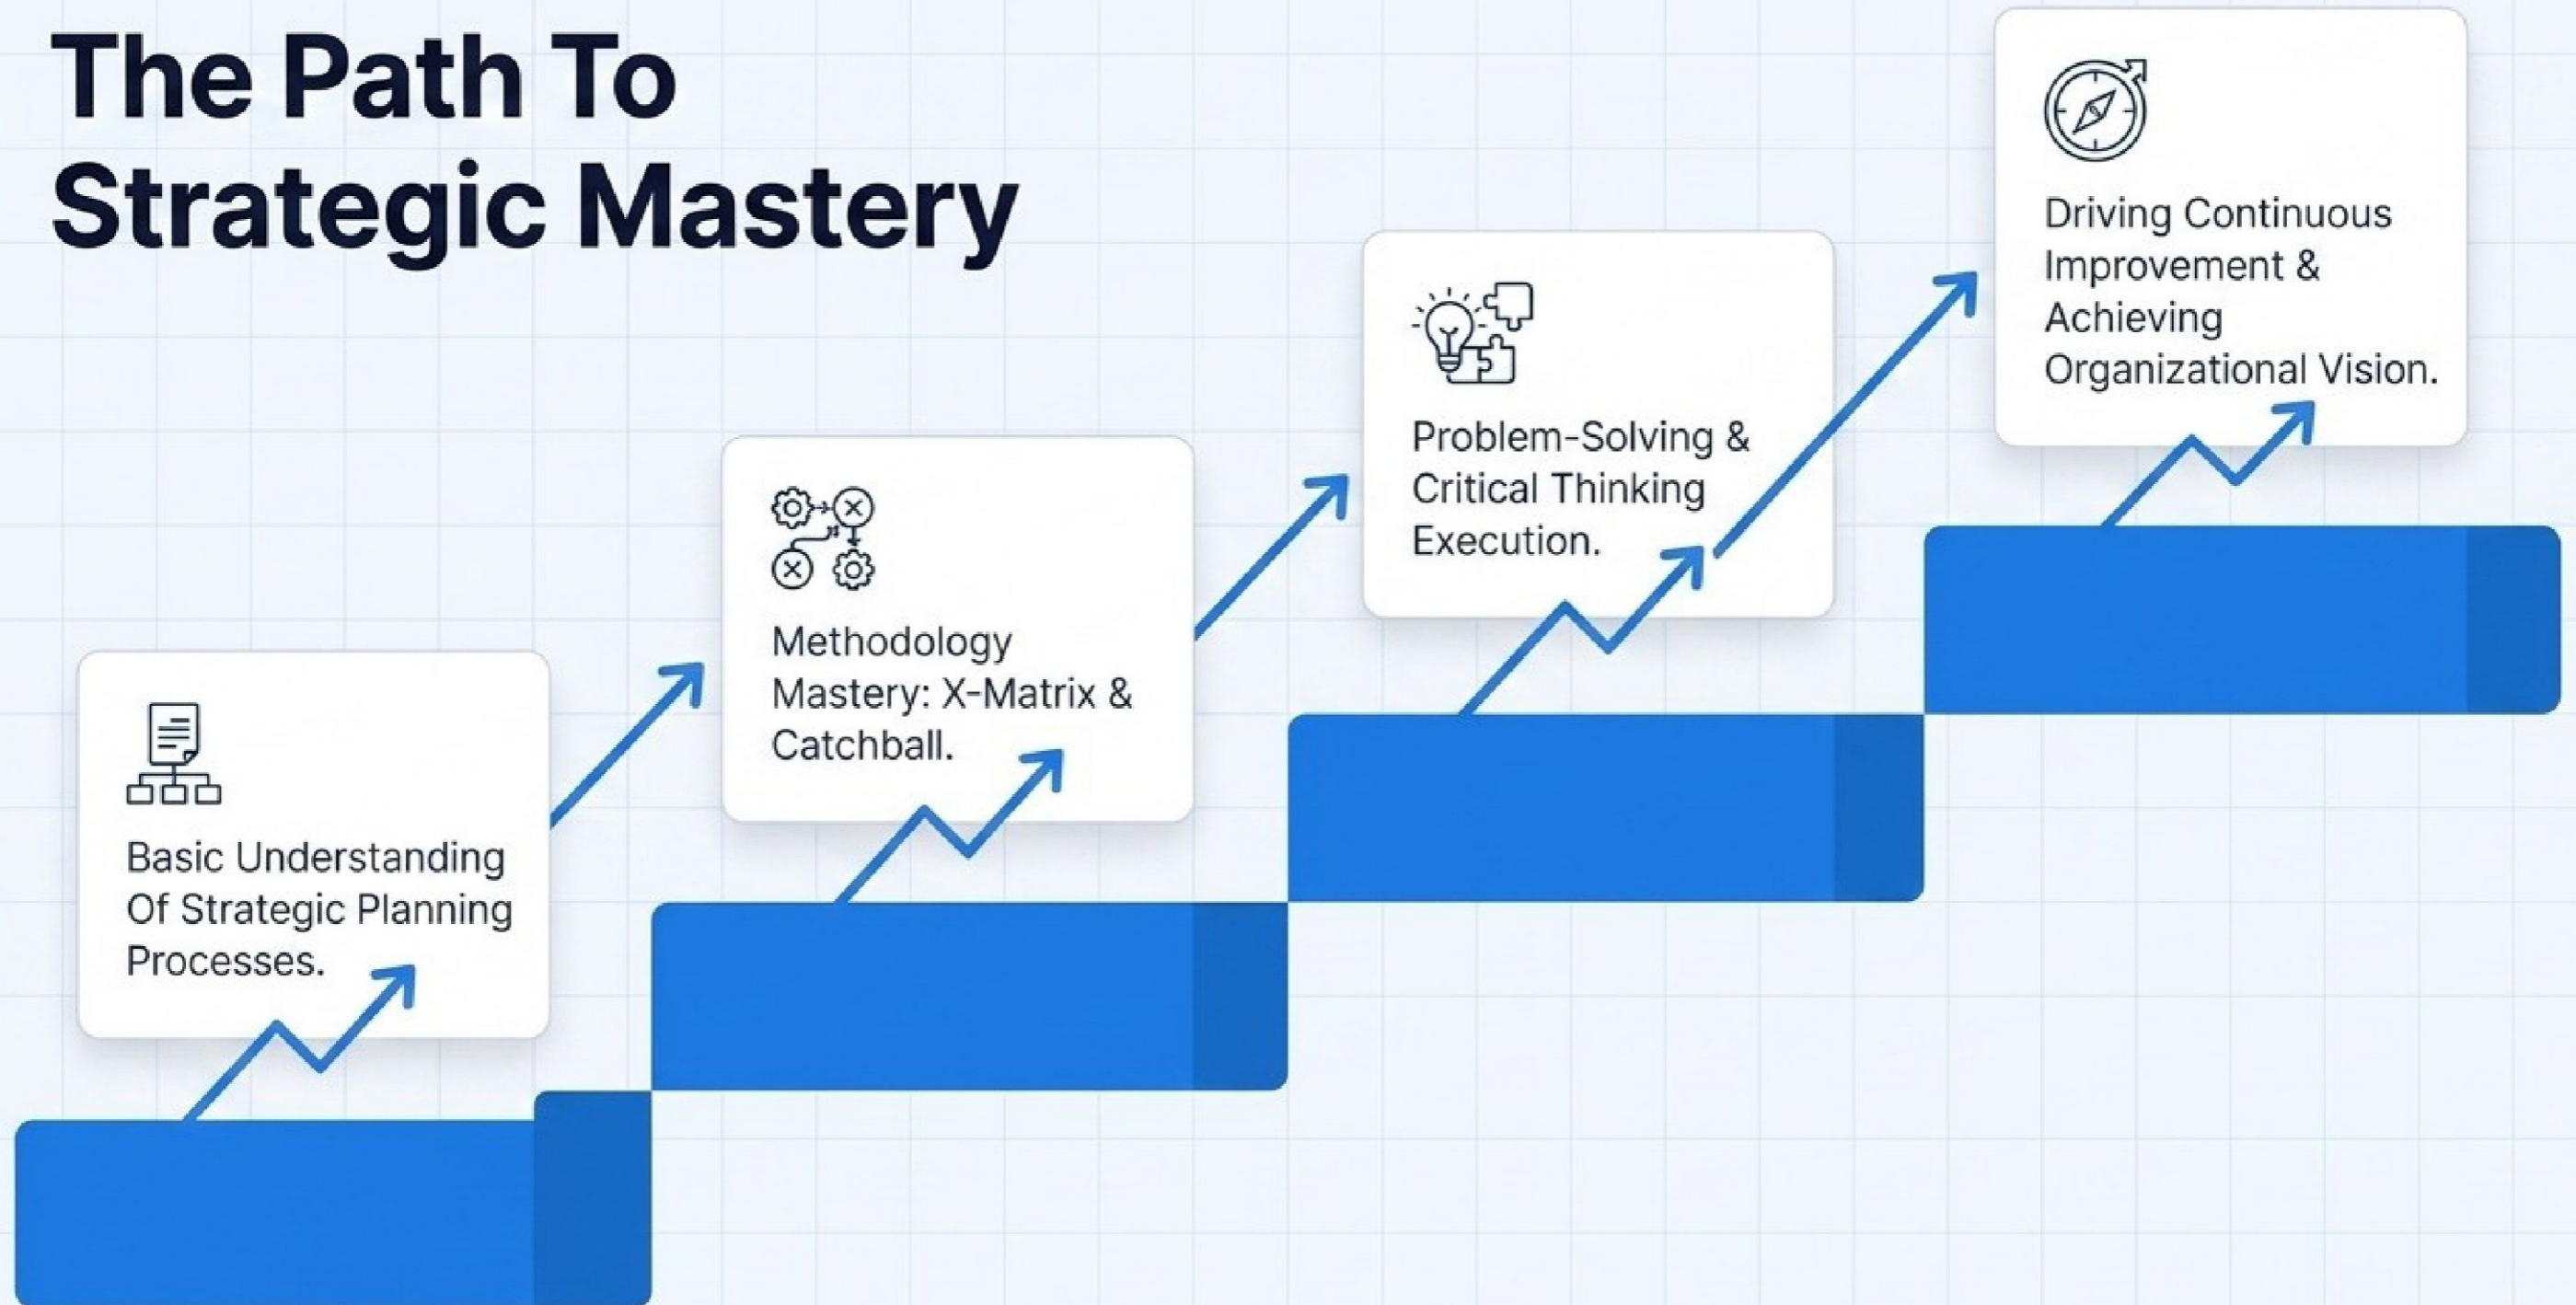 The Path To
Strategic Mastery
Basic Understanding
Of Strategic Planning
Processes.
Methodology
Mastery: X-Matrix &
Catchball.
Problem-Solving &
Critical Thinking
Execution.
Driving Continuous
Improvement &
Achieving
Organizational Vision.